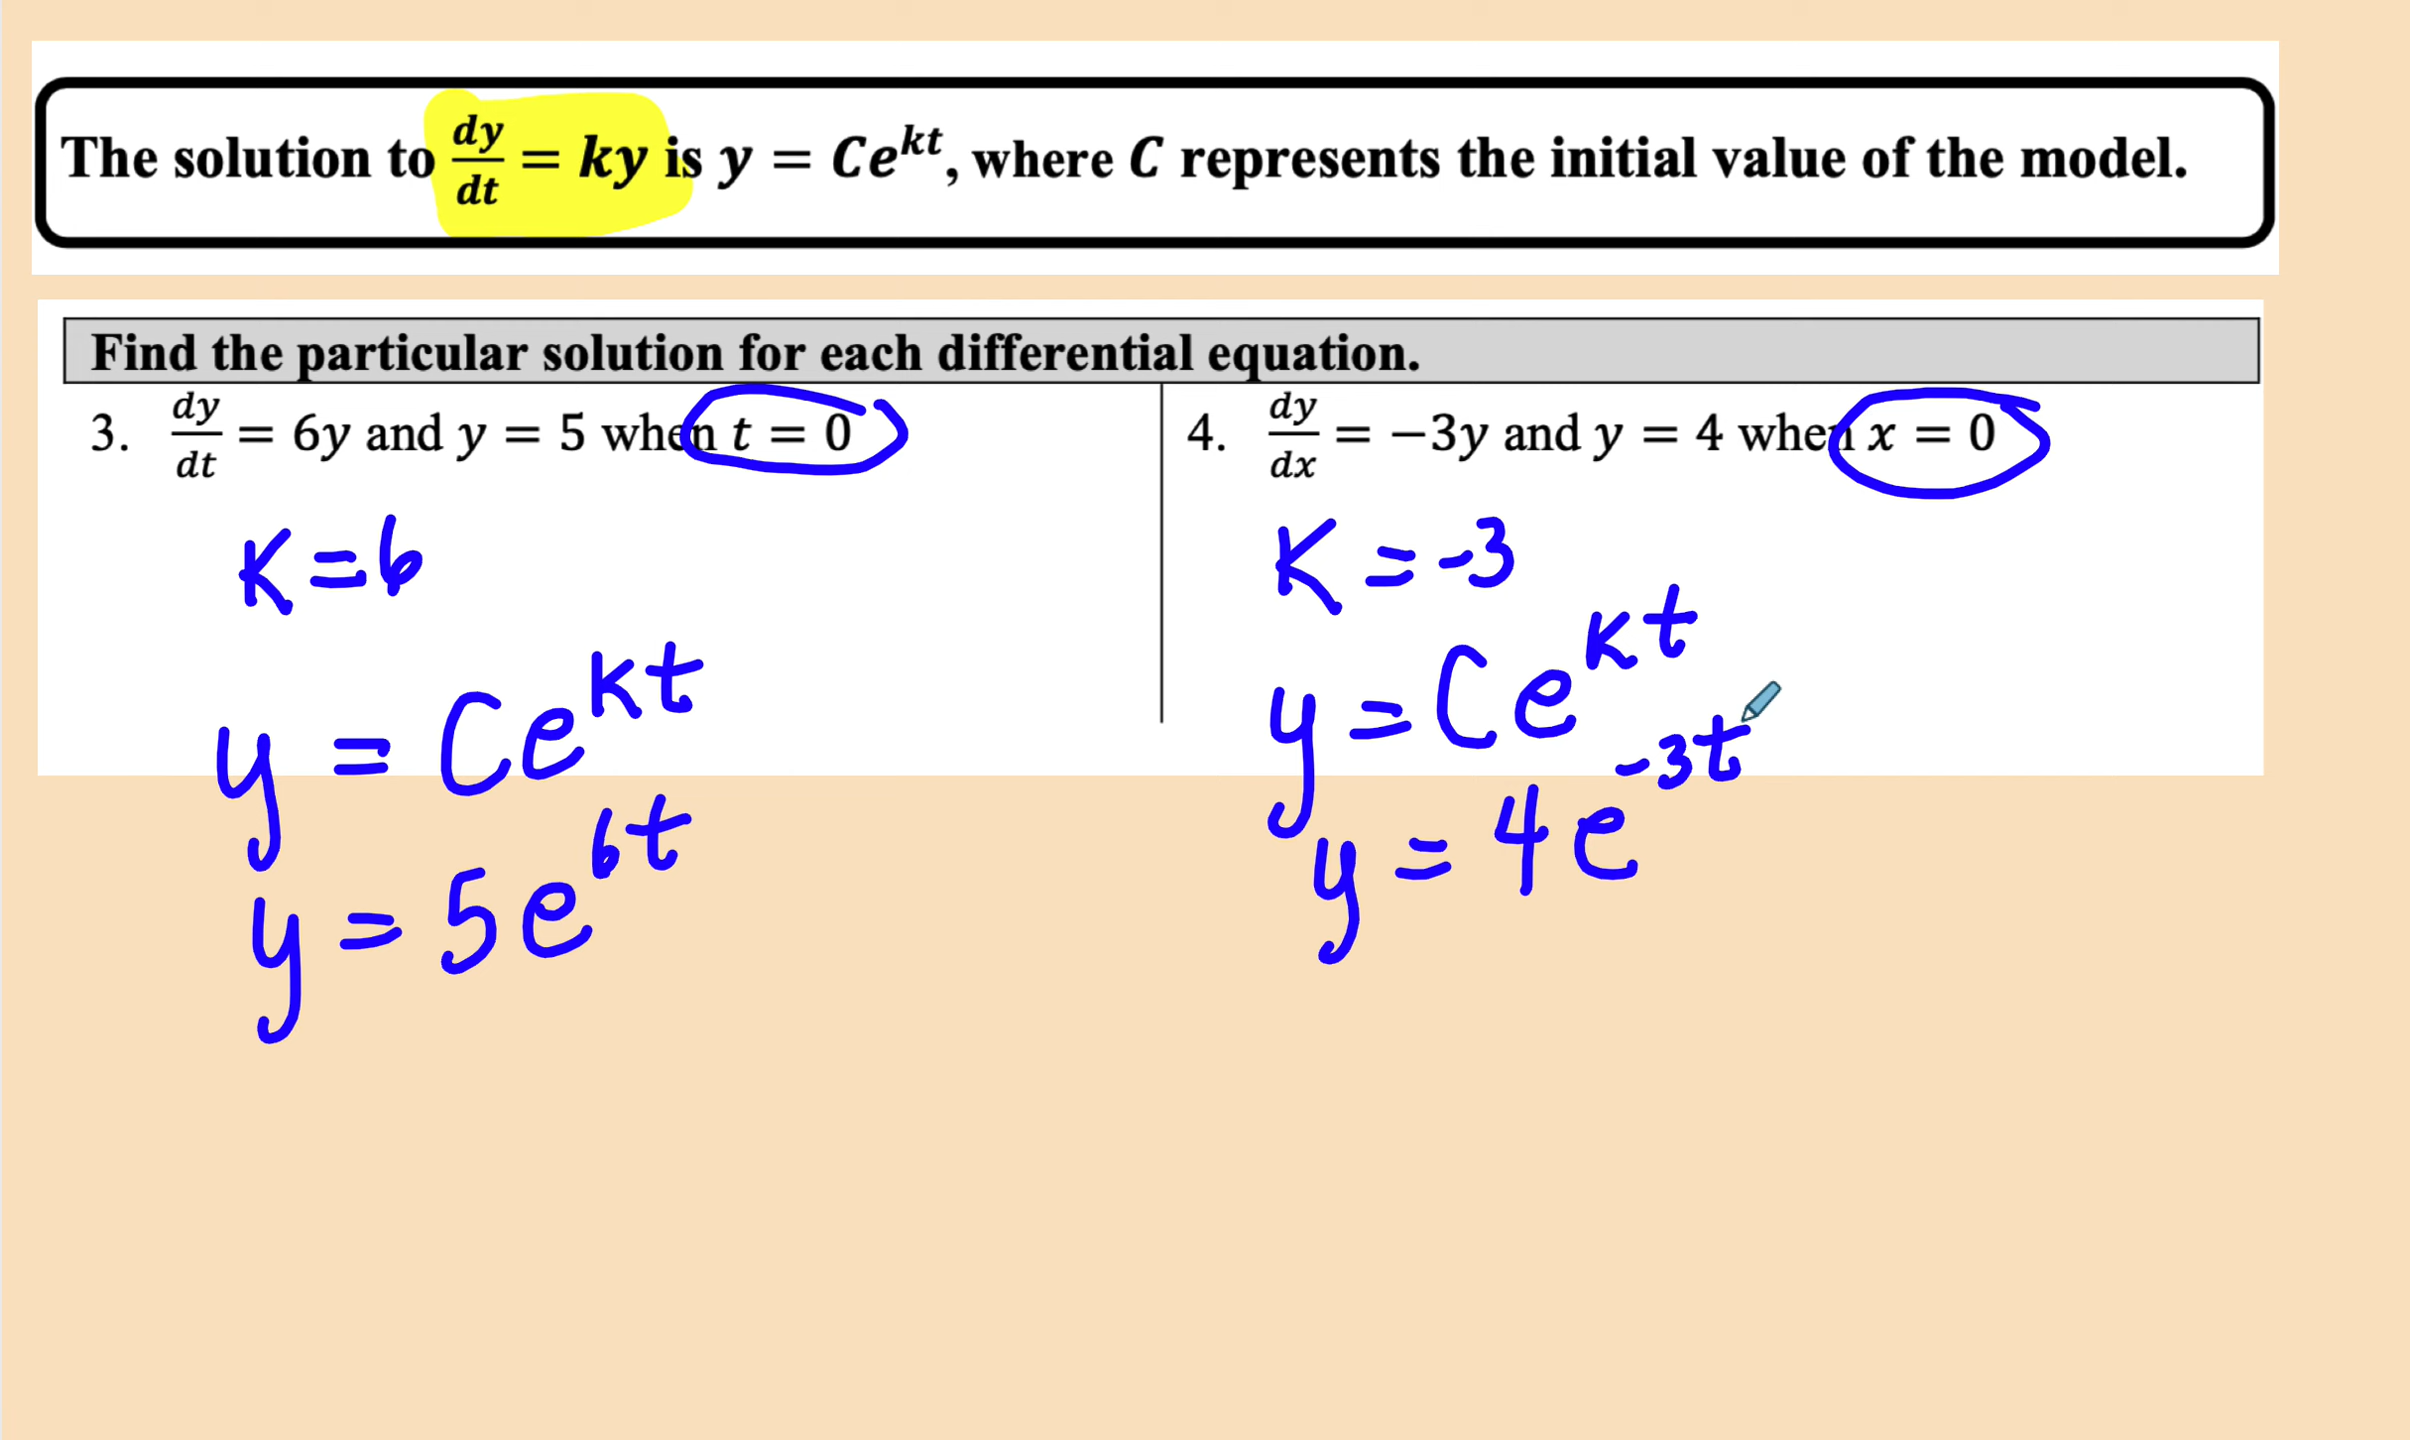 The solution to dy/dt = ky is y = Ce^kt, where C represents the initial value of the model.
Find the particular solution for each differential equation.
3. dy/dt = 6y and y = 5 when t = 0
K = 6
y = Ce^kt
y = 5e^6t
4. dy/dx = −3y and y = 4 when x = 0
K = -3
y = Ce^kt
y = 4e^-3t